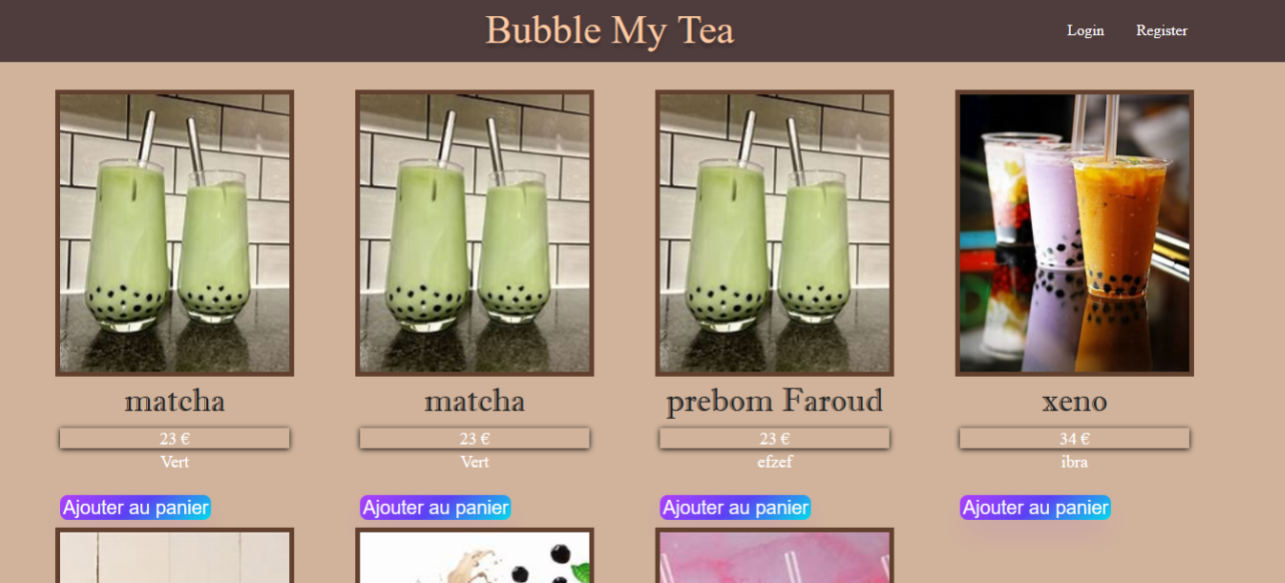 Bubble My Tea
Login Register
matcha matcha prebom Faroud xeno
23 € 23 € 23 € 34 €
Vert Vert efzef ibra
Ajouter au panier Ajouter au panier Ajouter au panier Ajouter au panier